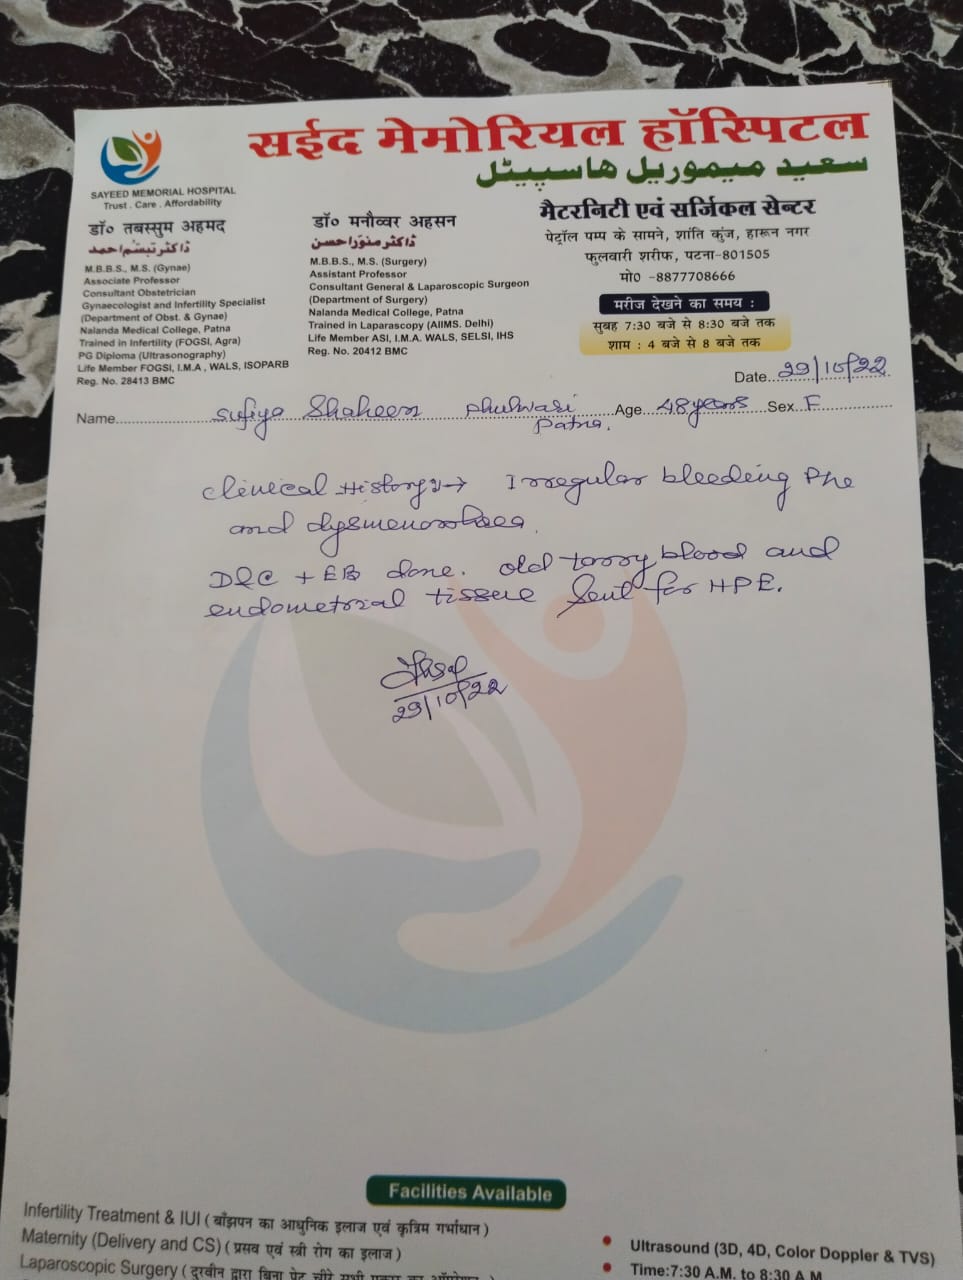 सईद मेमोरियल हॉस्पिटल
سعید میموریل ہاسپیٹل
SAYEED MEMORIAL HOSPITAL
Trust . Care . Affordability
मैटरनिटी एवं सर्जिकल सेन्टर
पेट्रॉल पम्प के सामने, शांति कुंज, हारून नगर
फुलवारी शरीफ, पटना-801505
मो0 -8877708666
मरीज देखने का समय :
सुबह 7:30 बजे से 8:30 बजे तक
शाम : 4 बजे से 8 बजे तक
डॉ० तबस्सुम अहमद
ڈاکٹر تبسّم احمد
M.B.B.S., M.S. (Gynae)
Associate Professor
Consultant Obstetrician
Gynaecologist and Infertility Specialist
(Department of Obst. & Gynae)
Nalanda Medical College, Patna
Trained in Infertility (FOGSI, Agra)
PG Diploma (Ultrasonography)
Life Member FOGSI, I.M.A , WALS, ISOPARB
Reg. No. 28413 BMC
डॉ० मनौव्वर अहसन
ڈاکٹر منوّر احسن
M.B.B.S., M.S. (Surgery)
Assistant Professor
Consultant General & Laparoscopic Surgeon
(Department of Surgery)
Nalanda Medical College, Patna
Trained in Laparascopy (AIIMS. Delhi)
Life Member ASI, I.M.A. WALS, SELSI, IHS
Reg. No. 20412 BMC
Date 29/10/22
Name Sufiya Shaheen Phulwari Age 48 years Sex F
Patna.
Clinical History → Irregular bleeding
and dysmenorrhoea.
D&C + EB done. old tarry blood and
endometrial tissue Sent for HPE.
29/10/22
Facilities Available
Infertility Treatment & IUI ( बाँझपन का आधुनिक इलाज एवं कृत्रिम गर्भाधान )
Maternity (Delivery and CS) ( प्रसव एवं स्त्री रोग का इलाज )
Laparoscopic Surgery ( दूरबीन द्वारा बिना पेट चीरे
Ultrasound (3D, 4D, Color Doppler & TVS)
Time:7:30 A.M. to 8:30 A.M